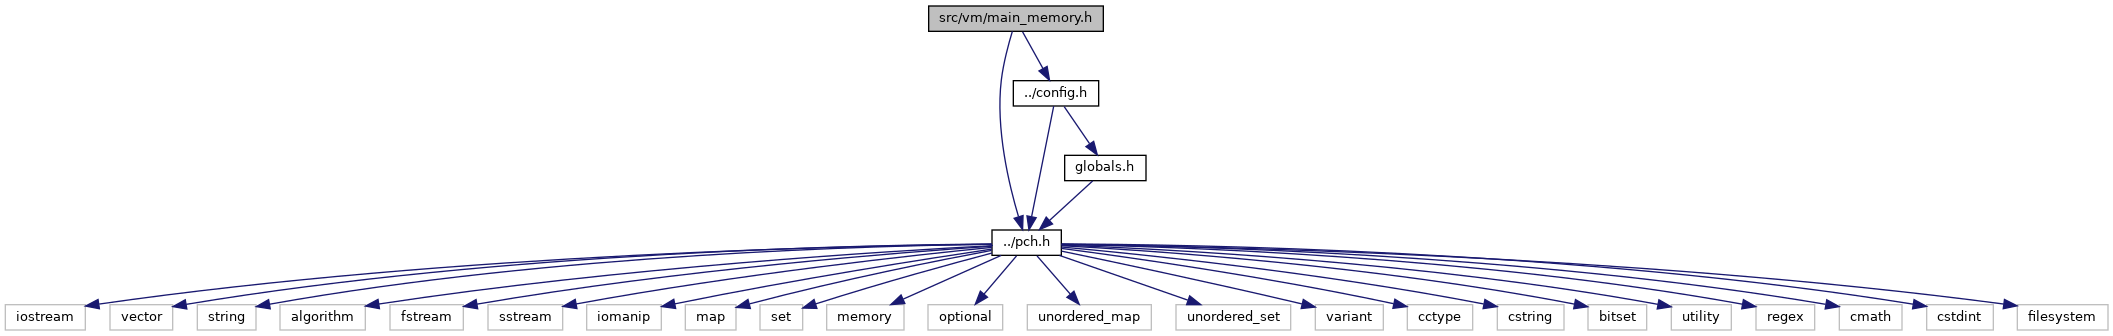 src/vm/main_memory.h
../config.h
globals.h
../pch.h
iostream
vector
string
algorithm
fstream
sstream
iomanip
map
set
memory
optional
unordered_map
unordered_set
variant
cctype
cstring
bitset
utility
regex
cmath
cstdint
filesystem